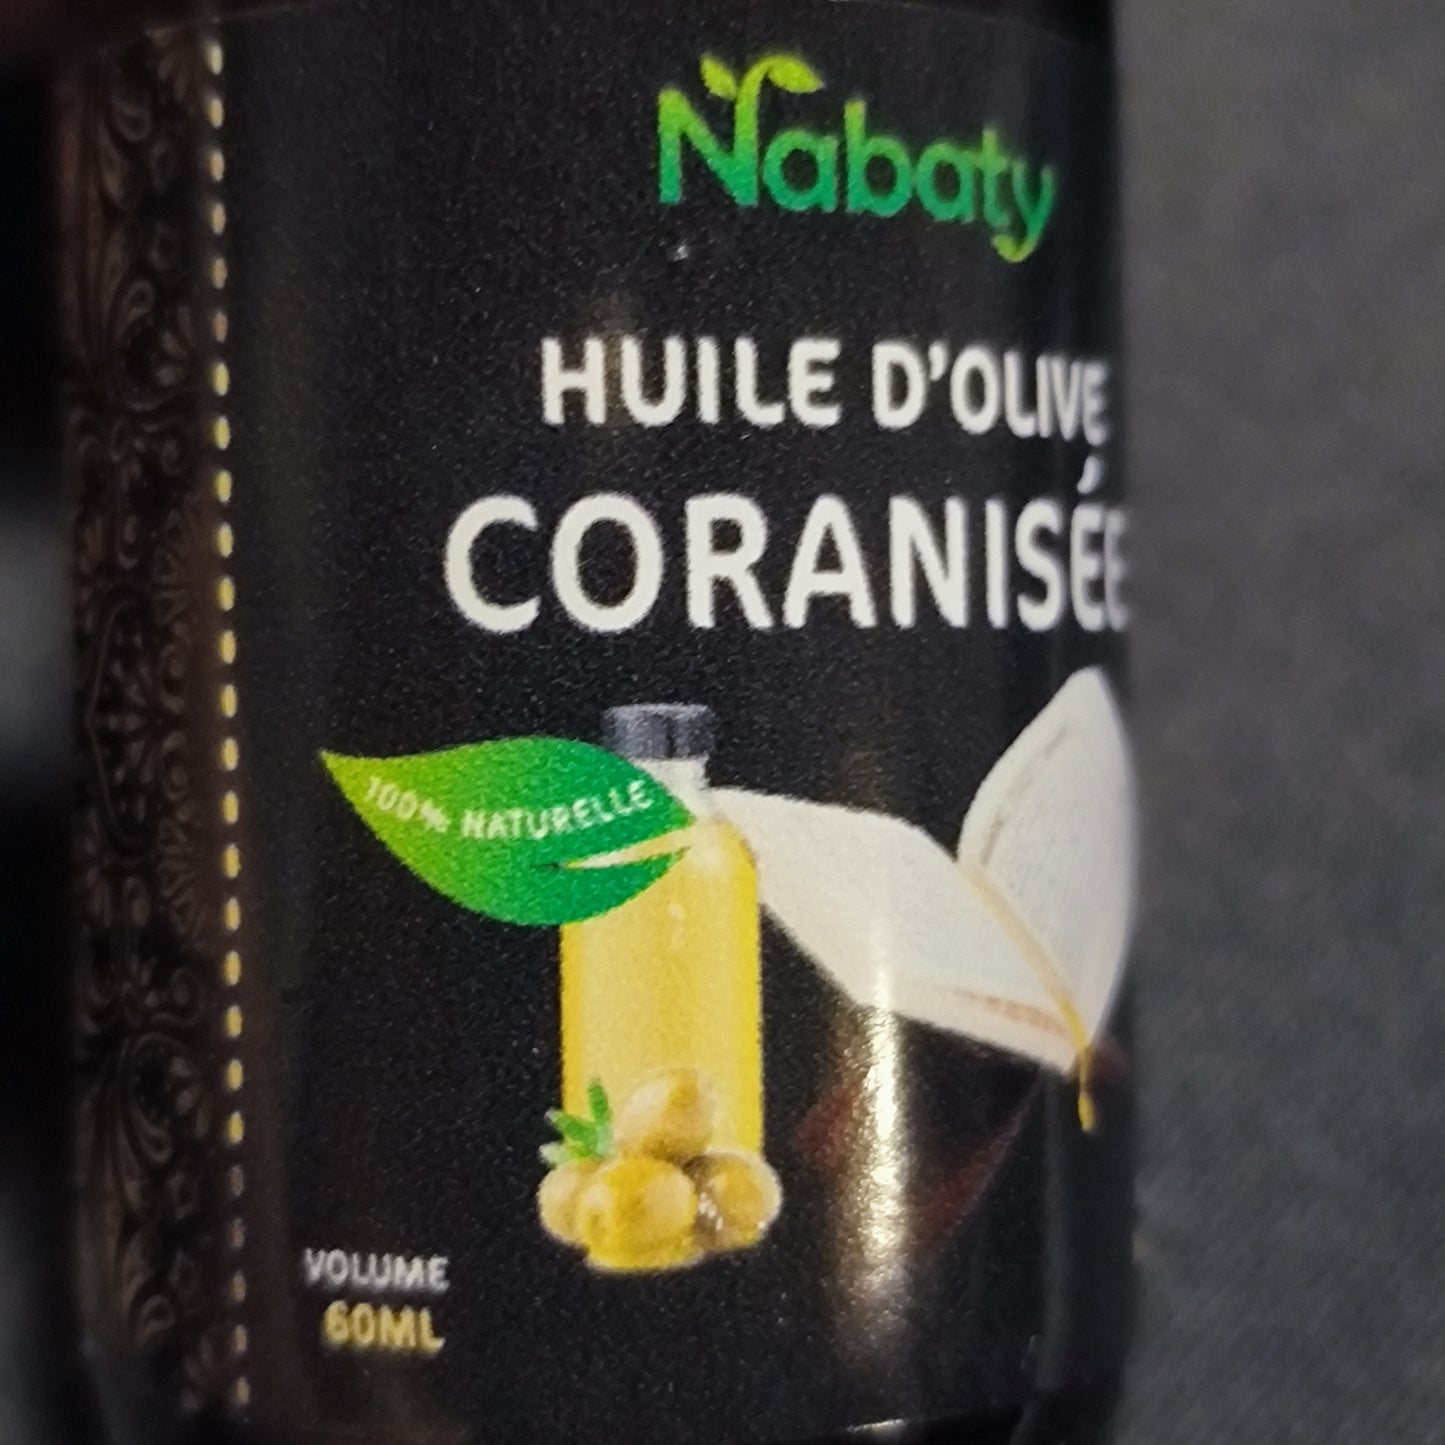 Nabaty
HUILE D'OLIVE
CORANISÉE
100% NATURELLE
VOLUME
60ML